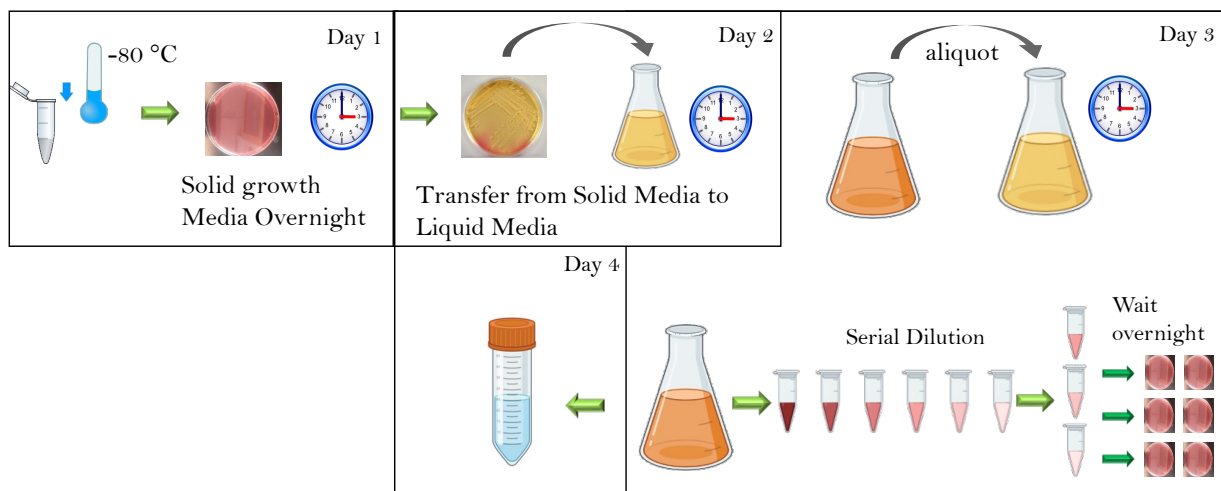 Day 1
-80 °C
Solid growth
Media Overnight
Day 2
Transfer from Solid Media to
Liquid Media
Day 3
aliquot
Day 4
Serial Dilution
Wait
overnight